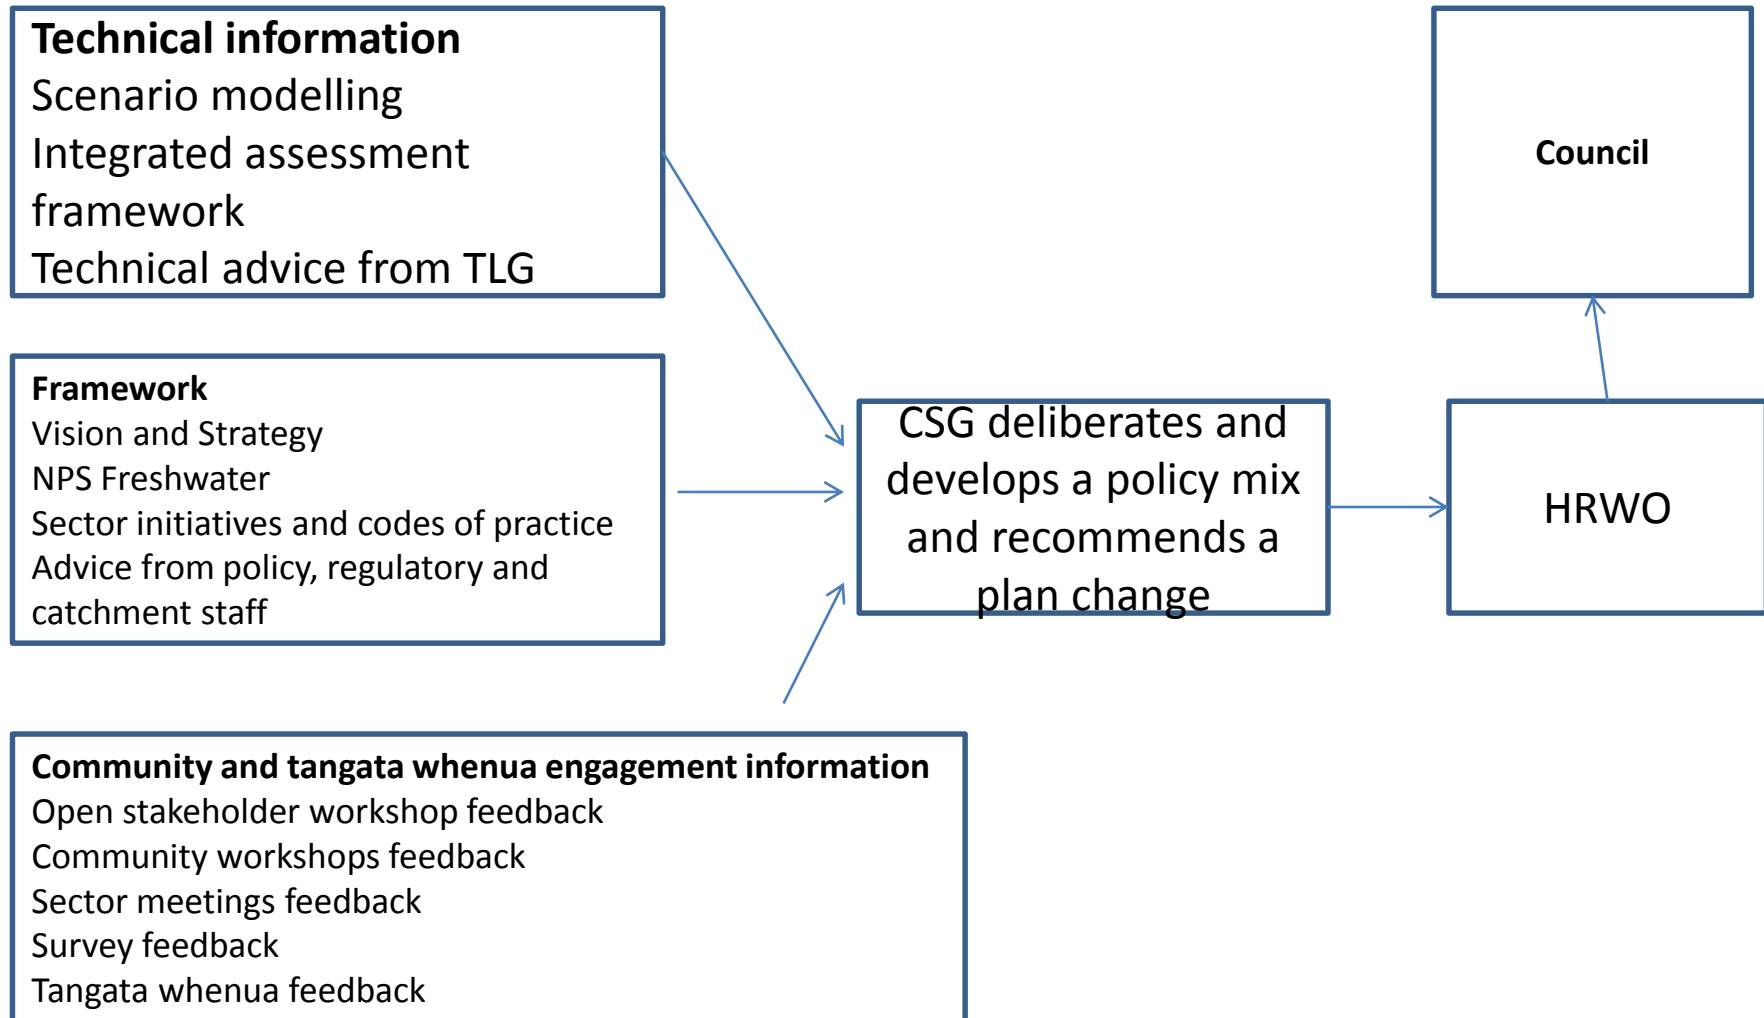 Technical information
Scenario modelling
Integrated assessment
framework
Technical advice from TLG
Framework
Vision and Strategy
NPS Freshwater
Sector initiatives and codes of practice
Advice from policy, regulatory and
catchment staff
Community and tangata whenua engagement information
Open stakeholder workshop feedback
Community workshops feedback
Sector meetings feedback
Survey feedback
Tangata whenua feedback
CSG deliberates and
develops a policy mix
and recommends a
plan change
HRWO
Council